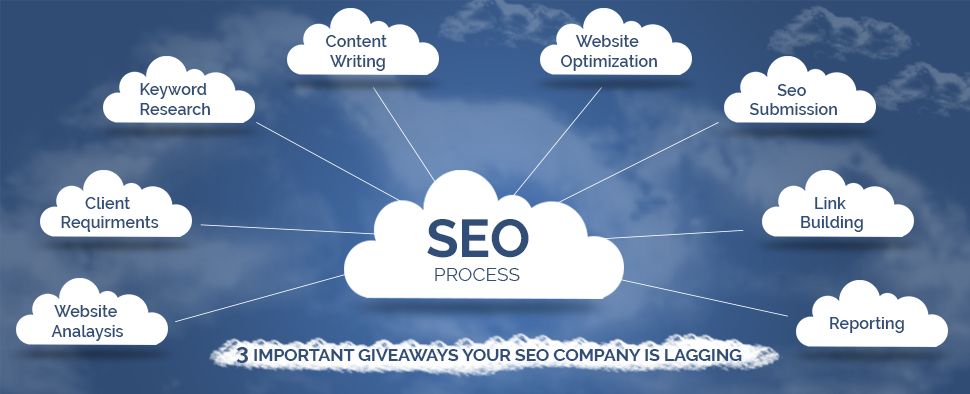 Content
Writing
Website
Optimization
Keyword
Research
Seo
Submission
Client
Requirments
Link
Building
SEO
PROCESS
Website
Analaysis
Reporting
3 IMPORTANT GIVEAWAYS YOUR SEO COMPANY IS LAGGING